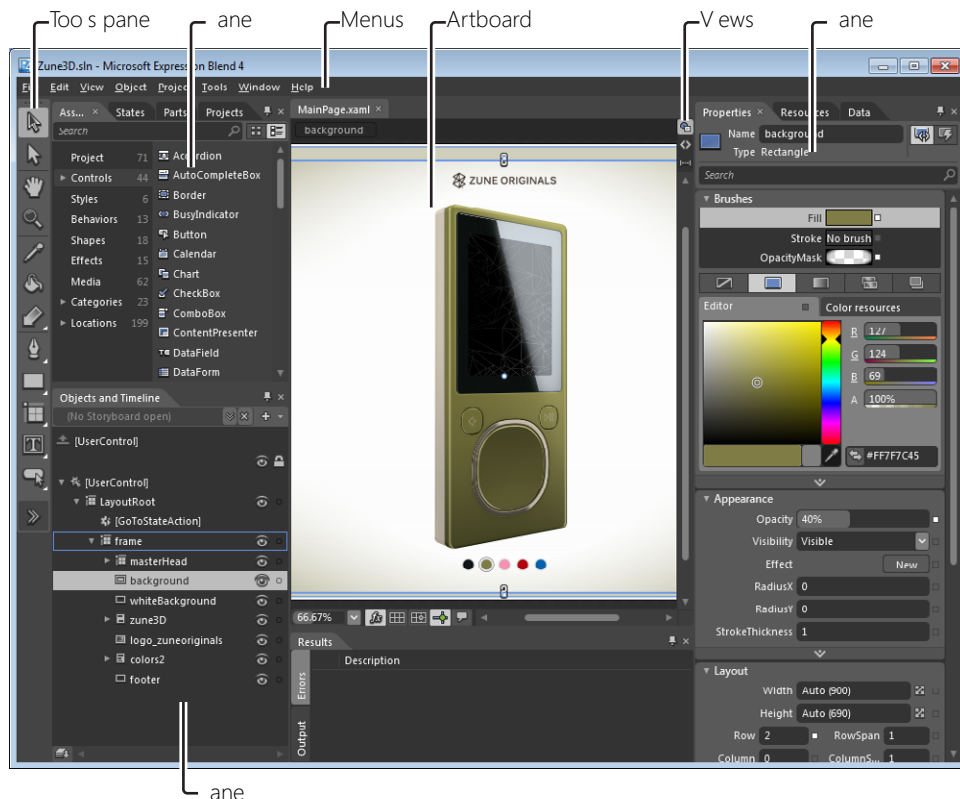 Too s pane
ane
Menus
Artboard
V ews
ane
Zune3D.sln - Microsoft Expression Blend 4
Edit View Object Project Tools Window Help
Ass... × States Parts Projects
Search
Project 71
Controls 44
Styles 6
Behaviors 13
Shapes 18
Effects 15
Media 62
Categories 23
Locations 199
Accordion
AutoCompleteBox
Border
BusyIndicator
Button
Calendar
Chart
CheckBox
ComboBox
ContentPresenter
DataField
DataForm
Objects and Timeline
(No Storyboard open)
[UserControl]
[UserControl]
LayoutRoot
[GoToStateAction]
frame
masterHead
background
whiteBackground
zune3D
logo_zuneoriginals
colors2
footer
MainPage.xaml ×
background
ZUNE ORIGINALS
66.67%
fx
Results
Description
Errors
Output
Properties × Resources Data
Name background
Type Rectangle
Search
Brushes
Fill
Stroke No brush
OpacityMask
Editor
Color resources
R 127
G 124
B 69
A 100%
#FF7F7C45
Appearance
Opacity 40%
Visibility Visible
Effect New
RadiusX 0
RadiusY 0
StrokeThickness 1
Layout
Width Auto (900)
Height Auto (690)
Row 2 RowSpan 1
Column 0 ColumnS... 1
ane